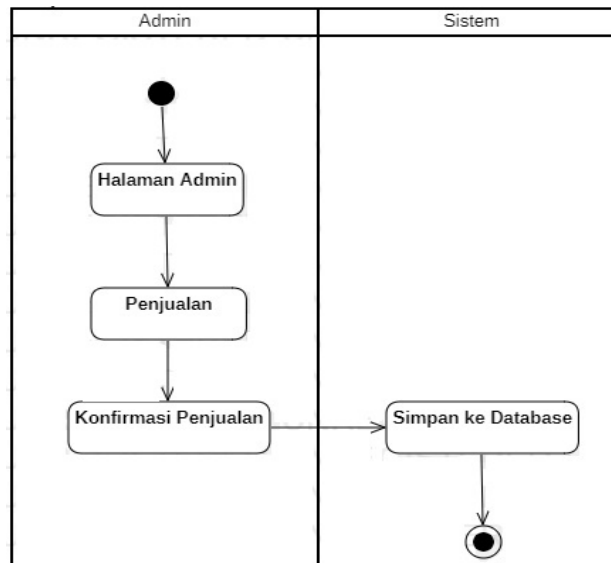 Admin
Sistem
Halaman Admin
Penjualan
Konfirmasi Penjualan
Simpan ke Database